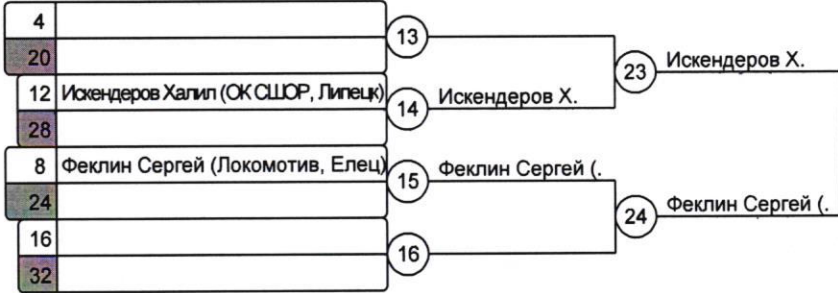 4
13
20
23 Искендеров Х.
12 Искендеров Халил (ОК СШОР, Липецк)
14 Искендеров Х.
28
8 Феклин Сергей (Локомотив, Елец)
15 Феклин Сергей (.
24
24 Феклин Сергей (.
16
16
32